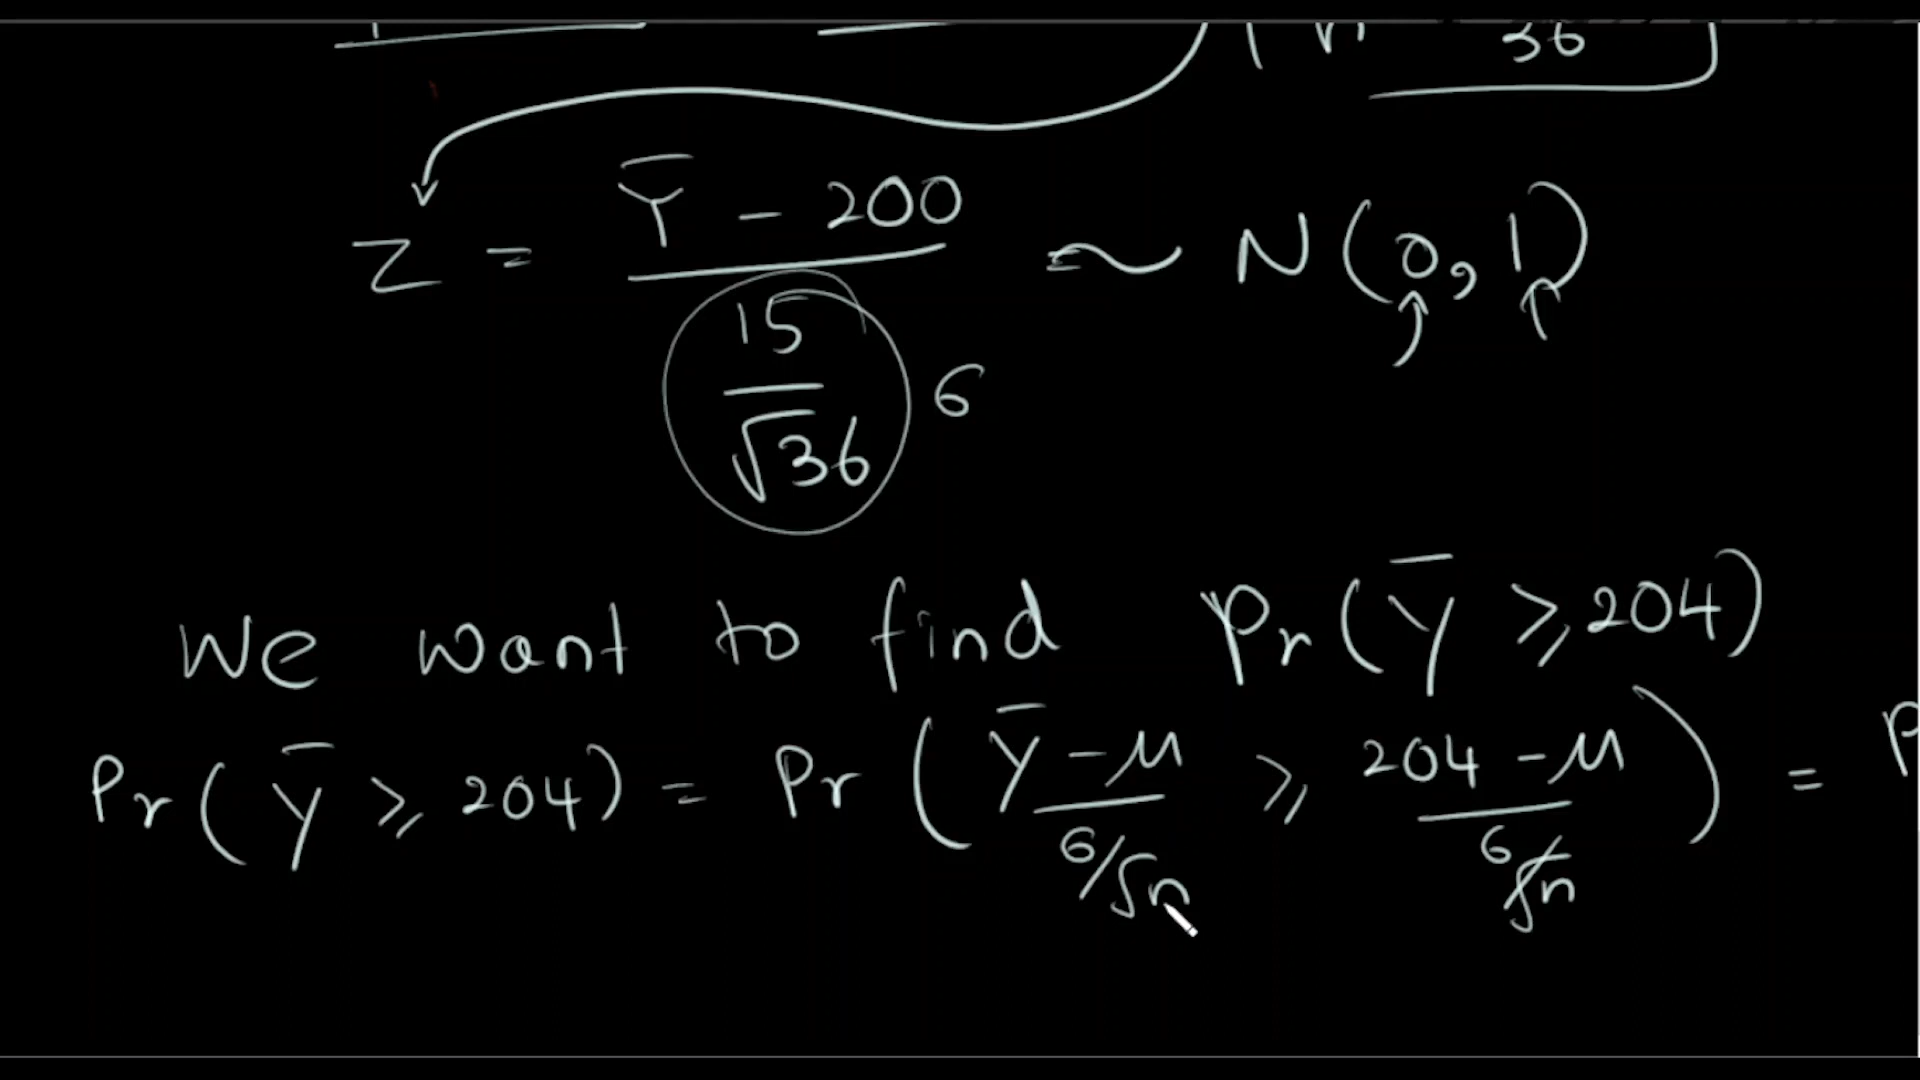 n 36
Z = Y̅ - 200 / (15 / √36) ~ N(0, 1)
6
We want to find Pr(Y̅ ⩾ 204)
Pr(Y̅ ⩾ 204) = Pr((Y̅ - μ)/(6/√n) ⩾ (204 - μ)/(6/√n)) = P